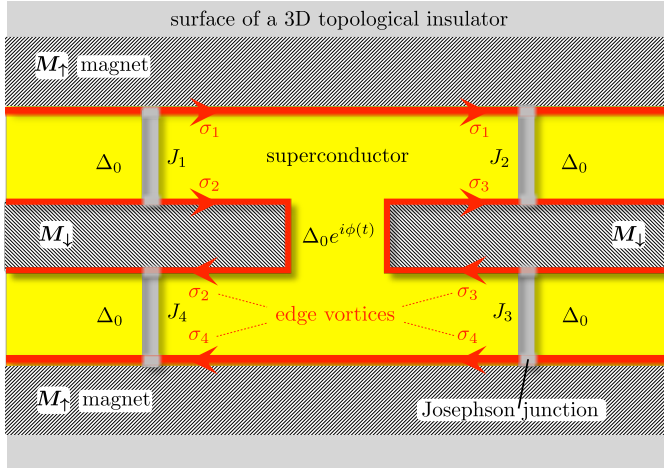 surface of a 3D topological insulator
M↑ magnet
σ₁ σ₁
Δ₀ J₁ superconductor J₂ Δ₀
σ₂ σ₃
M↓ Δ₀e^{iϕ(t)} M↓
σ₂ σ₃
Δ₀ J₄ edge vortices J₃ Δ₀
σ₄ σ₄
M↑ magnet
Josephson junction